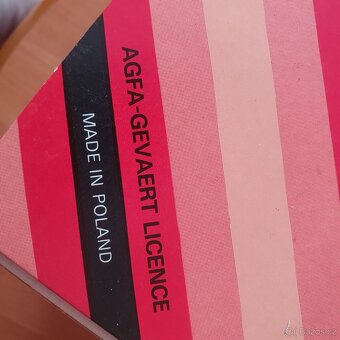 AGFA-GEVAERT LICENCE
MADE IN POLAND